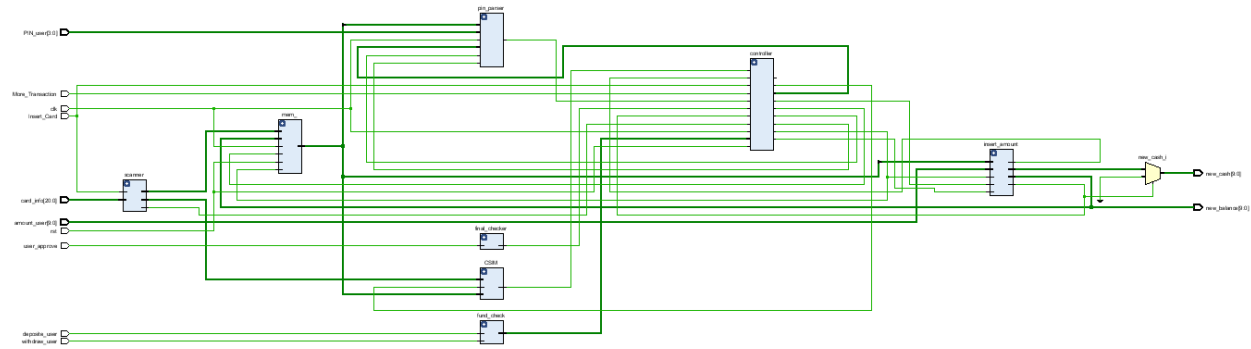 pin_parser
PIN_user[3:0]
controller
More_Transaction
clk
Insert_Card
mem_
insert_amount
new_cash_i
scanner
new_cash[9:0]
card_info[20:0]
new_balance[9:0]
amount_user[9:0]
rst
final_checker
user_approve
CSIM
fund_check
deposite_user
withdraw_user